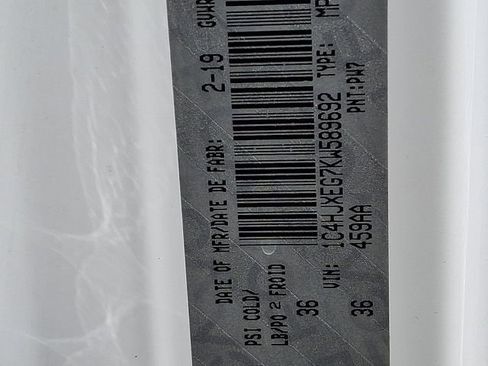 DATE OF MFR/DATE DE FABR: 2-19 GVWR
PSI COLD/
LB/PO 2 FROID
36
VIN: 1C4HJXEG7KW589692 TYPE: MP
459AA PNT:PW7
36